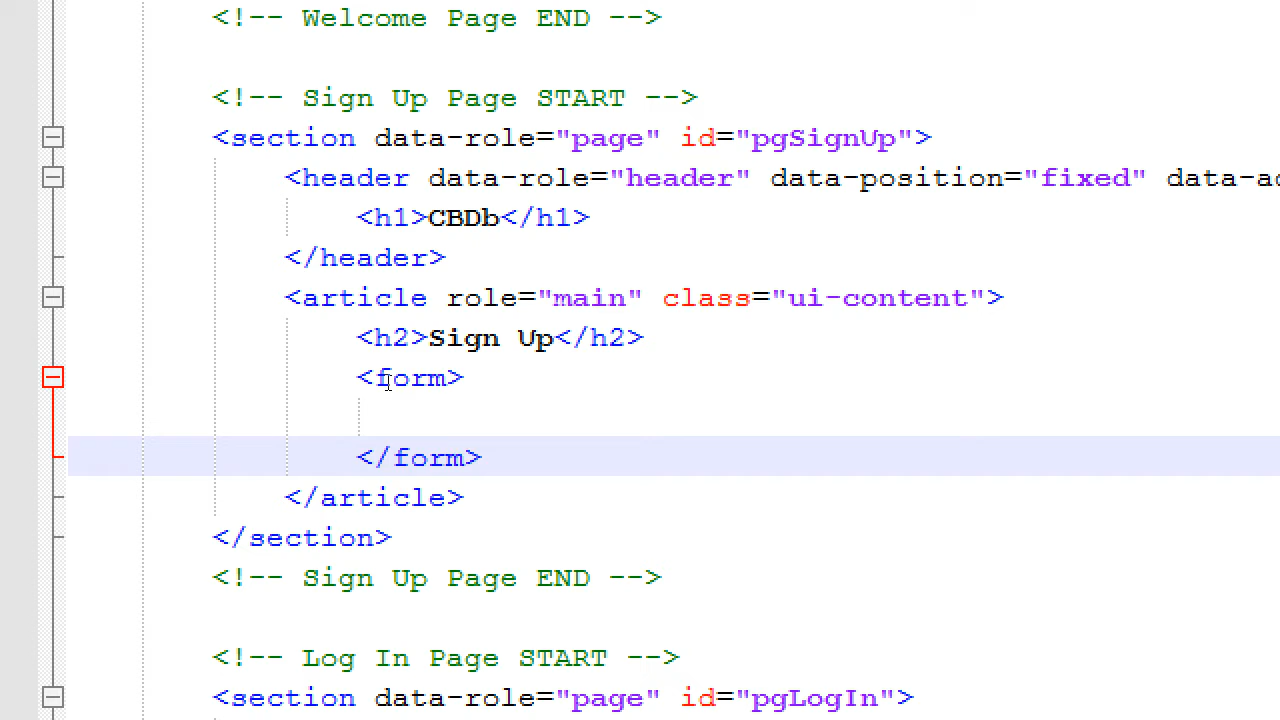 <!-- Welcome Page END -->
<!-- Sign Up Page START -->
<section data-role="page" id="pgSignUp">
<header data-role="header" data-position="fixed" data-ad
<h1>CBDb</h1>
</header>
<article role="main" class="ui-content">
<h2>Sign Up</h2>
<form>
</form>
</article>
</section>
<!-- Sign Up Page END -->
<!-- Log In Page START -->
<section data-role="page" id="pgLogIn">